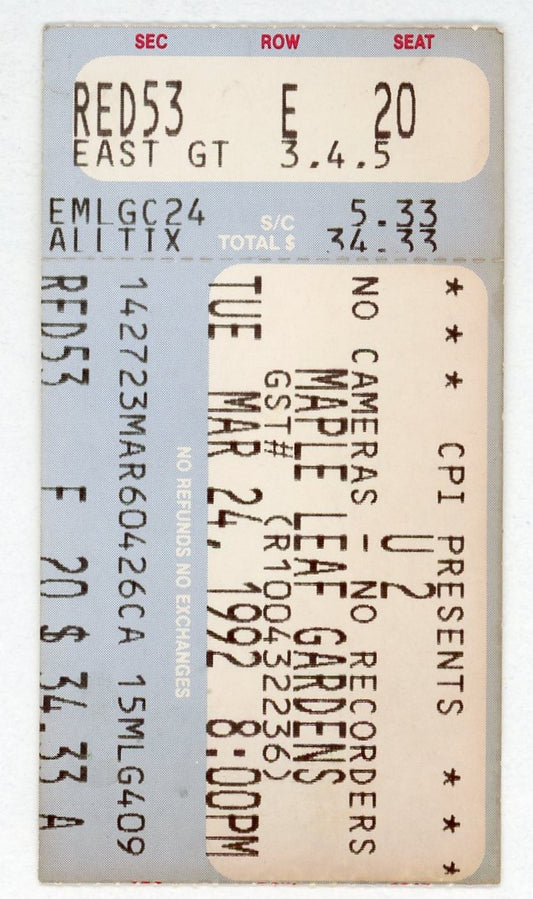 SEC ROW SEAT
RED53 E 20
EAST GT 3.4.5
EMLGC24 S/C 5.33
ALLTIX TOTAL $ 34.33
* * * CPI PRESENTS * * *
U2
NO CAMERAS - NO RECORDERS
MAPLE LEAF GARDENS
GST# (R100432236)
TUE MAR 24, 1992 8:00PM
NO REFUNDS NO EXCHANGES
142723MAR60426CA 15MLG409
RED53 E 20 $ 34.33 A